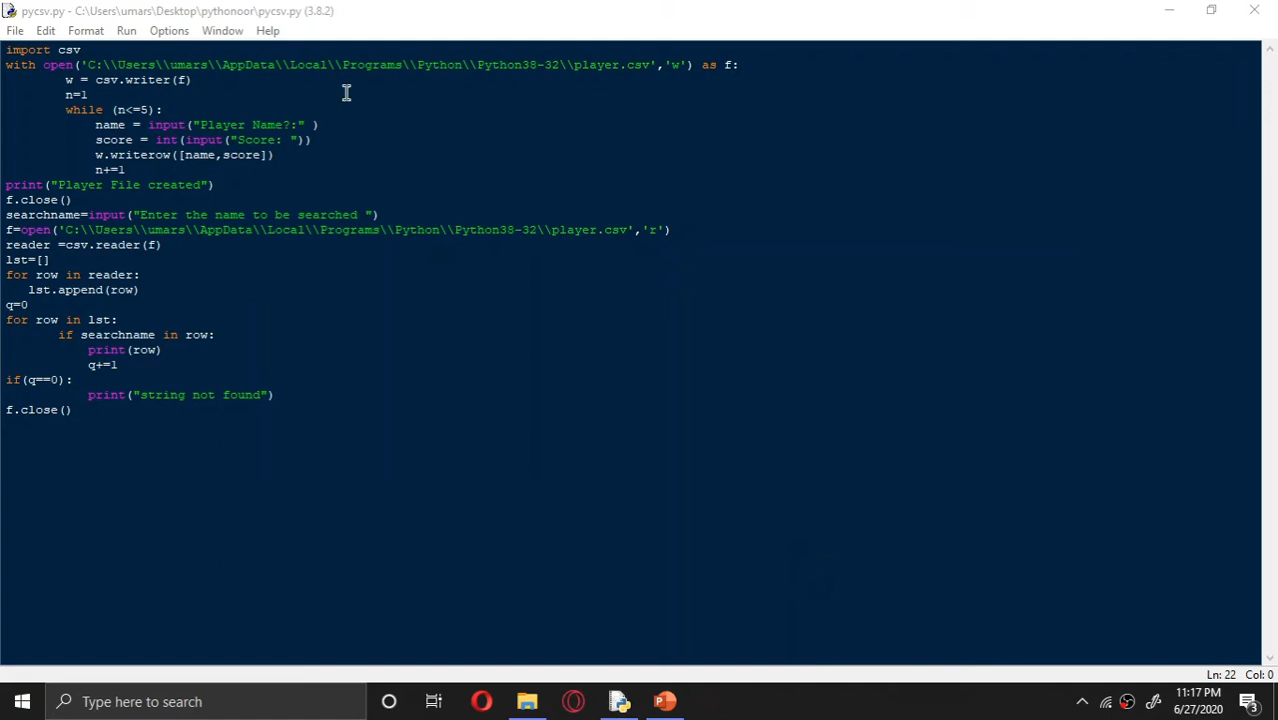 pycsv.py - C:\Users\umars\Desktop\pythonoor\pycsv.py (3.8.2)
File Edit Format Run Options Window Help
import csv
with open('C:\\Users\\umars\\AppData\\Local\\Programs\\Python\\Python38-32\\player.csv','w') as f:
        w = csv.writer(f)
        n=1
        while (n<=5):
            name = input("Player Name?:" )
            score = int(input("Score: "))
            w.writerow([name,score])
            n+=1
print("Player File created")
f.close()
searchname=input("Enter the name to be searched ")
f=open('C:\\Users\\umars\\AppData\\Local\\Programs\\Python\\Python38-32\\player.csv','r')
reader =csv.reader(f)
lst=[]
for row in reader:
   lst.append(row)
q=0
for row in lst:
       if searchname in row:
           print(row)
           q+=1
if(q==0):
           print("string not found")
f.close()
Ln: 22 Col: 0
Type here to search
11:17 PM
6/27/2020
3